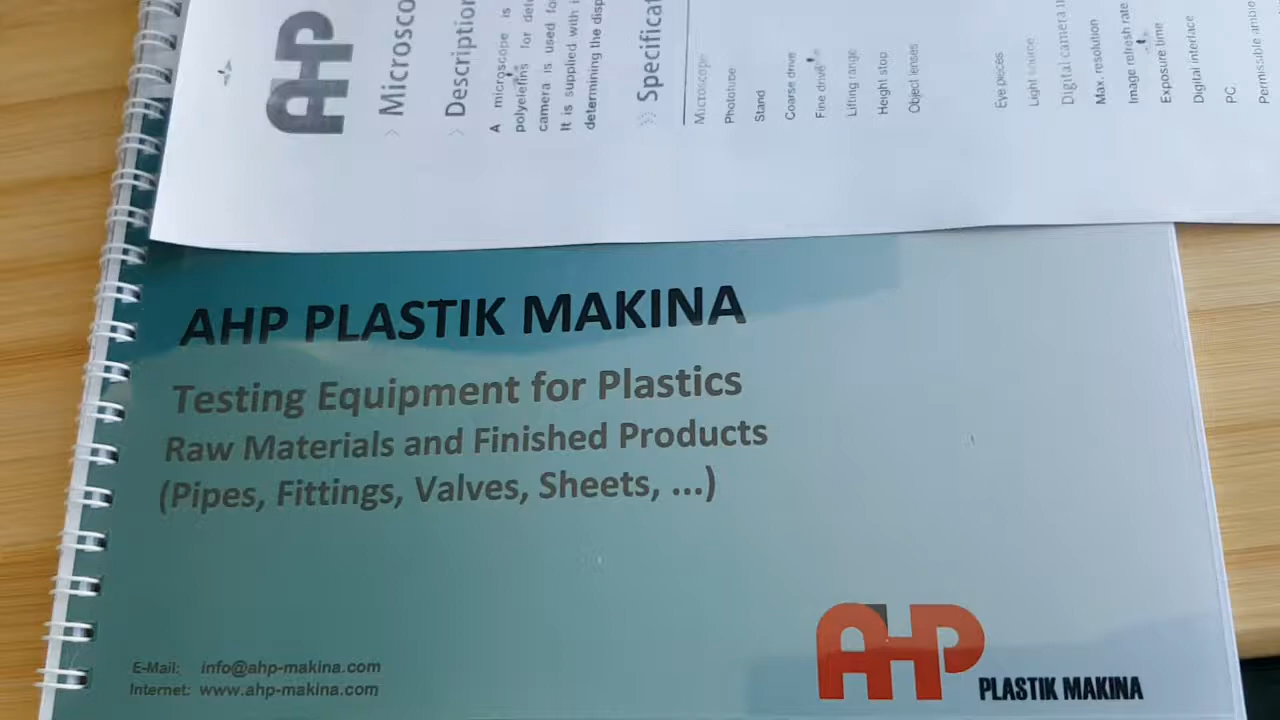 AHP
Microsco
Description
A microscope is
polyelefins for dete
camera is used fo
It is supplied with i
determining the disp
Specificat
Microscope
Phototube
Stand
Coarse drive
Fine drive
Lifting range
Height stop
Object lenses
Eye pieces
Light source
Digital camera
Max. resolution
Image refresh rate
Exposure time
Digital interface
PC
Permissible ambie
AHP PLASTIK MAKINA
Testing Equipment for Plastics
Raw Materials and Finished Products
(Pipes, Fittings, Valves, Sheets, ...)
E-Mail: info@ahp-makina.com
Internet: www.ahp-makina.com
AHP PLASTIK MAKINA